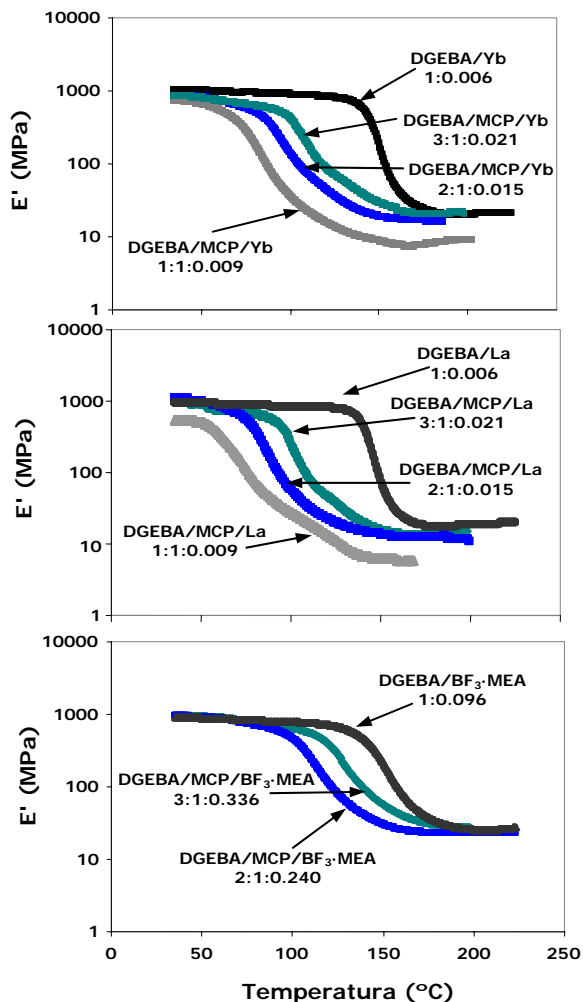 10000
1000
100
10
1
E' (MPa)
DGEBA/Yb
1:0.006
DGEBA/MCP/Yb
3:1:0.021
DGEBA/MCP/Yb
2:1:0.015
DGEBA/MCP/Yb
1:1:0.009
10000
1000
100
10
1
E' (MPa)
DGEBA/La
1:0.006
DGEBA/MCP/La
3:1:0.021
DGEBA/MCP/La
2:1:0.015
DGEBA/MCP/La
1:1:0.009
10000
1000
100
10
1
E' (MPa)
DGEBA/BF₃·MEA
1:0.096
DGEBA/MCP/BF₃·MEA
3:1:0.336
DGEBA/MCP/BF₃·MEA
2:1:0.240
0 50 100 150 200 250
Temperatura (ºC)